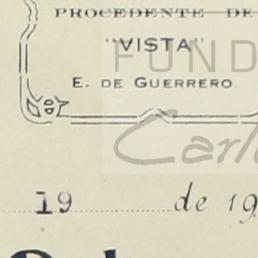 PROCEDENTE DE
"VISTA"
E. DE GUERRERO.
FUND
Carl
19 de 19